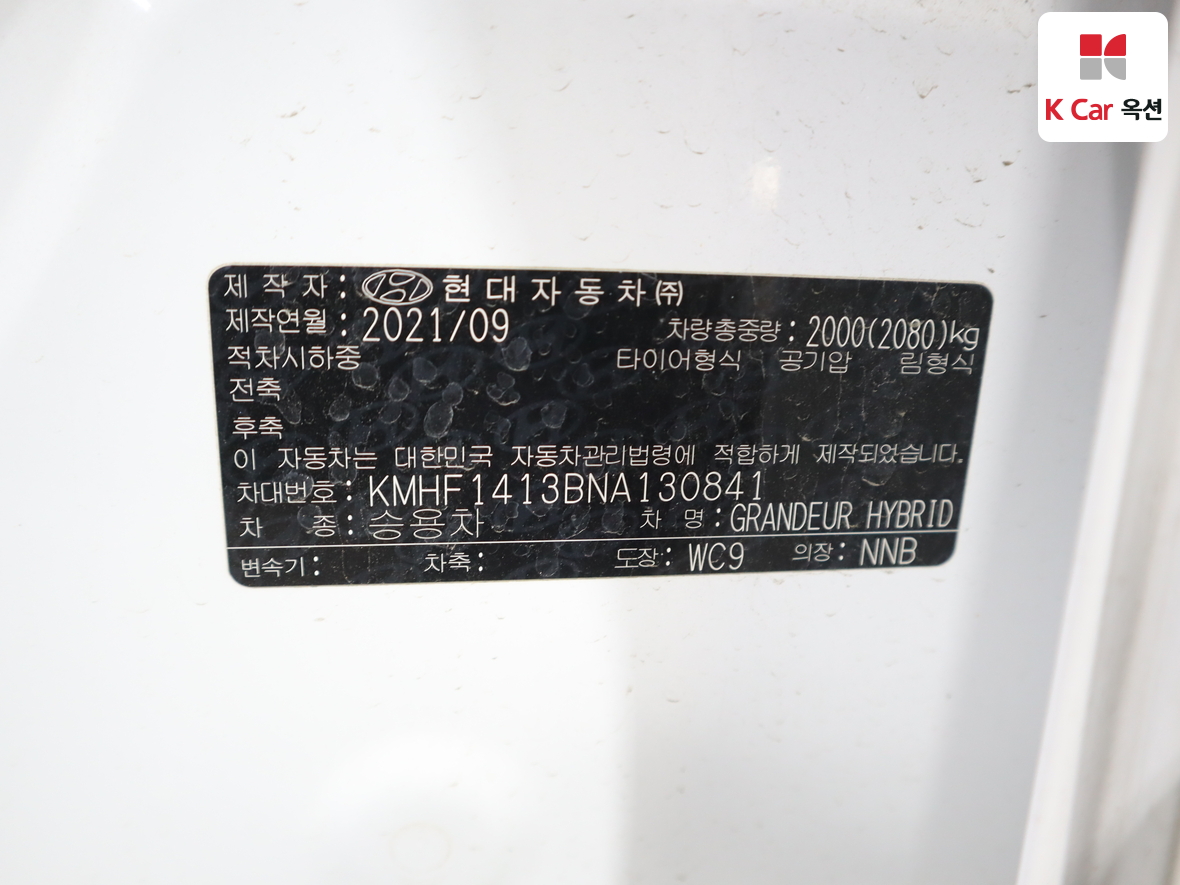 K Car 옥션
제 작 자 : 현 대 자 동 차 ㈜
제작연월 : 2021/09 차량총중량 : 2000(2080)kg
적차시하중 타이어형식 공기압 림형식
전축
후축
이 자동차는 대한민국 자동차관리법령에 적합하게 제작되었습니다.
차대번호 : KMHF1413BNA130841
차 종 : 승용차 차 명 : GRANDEUR HYBRID
변속기 : 차축 : 도장 : WC9 의장 : NNB